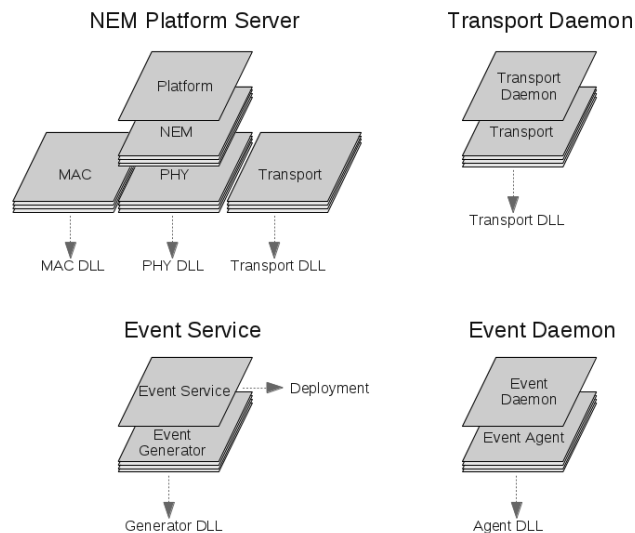 NEM Platform Server
Platform
NEM
MAC
PHY
Transport
MAC DLL
PHY DLL
Transport DLL
Transport Daemon
Transport
Daemon
Transport
Transport DLL
Event Service
Event Service
Deployment
Event
Generator
Generator DLL
Event Daemon
Event
Daemon
Event Agent
Agent DLL